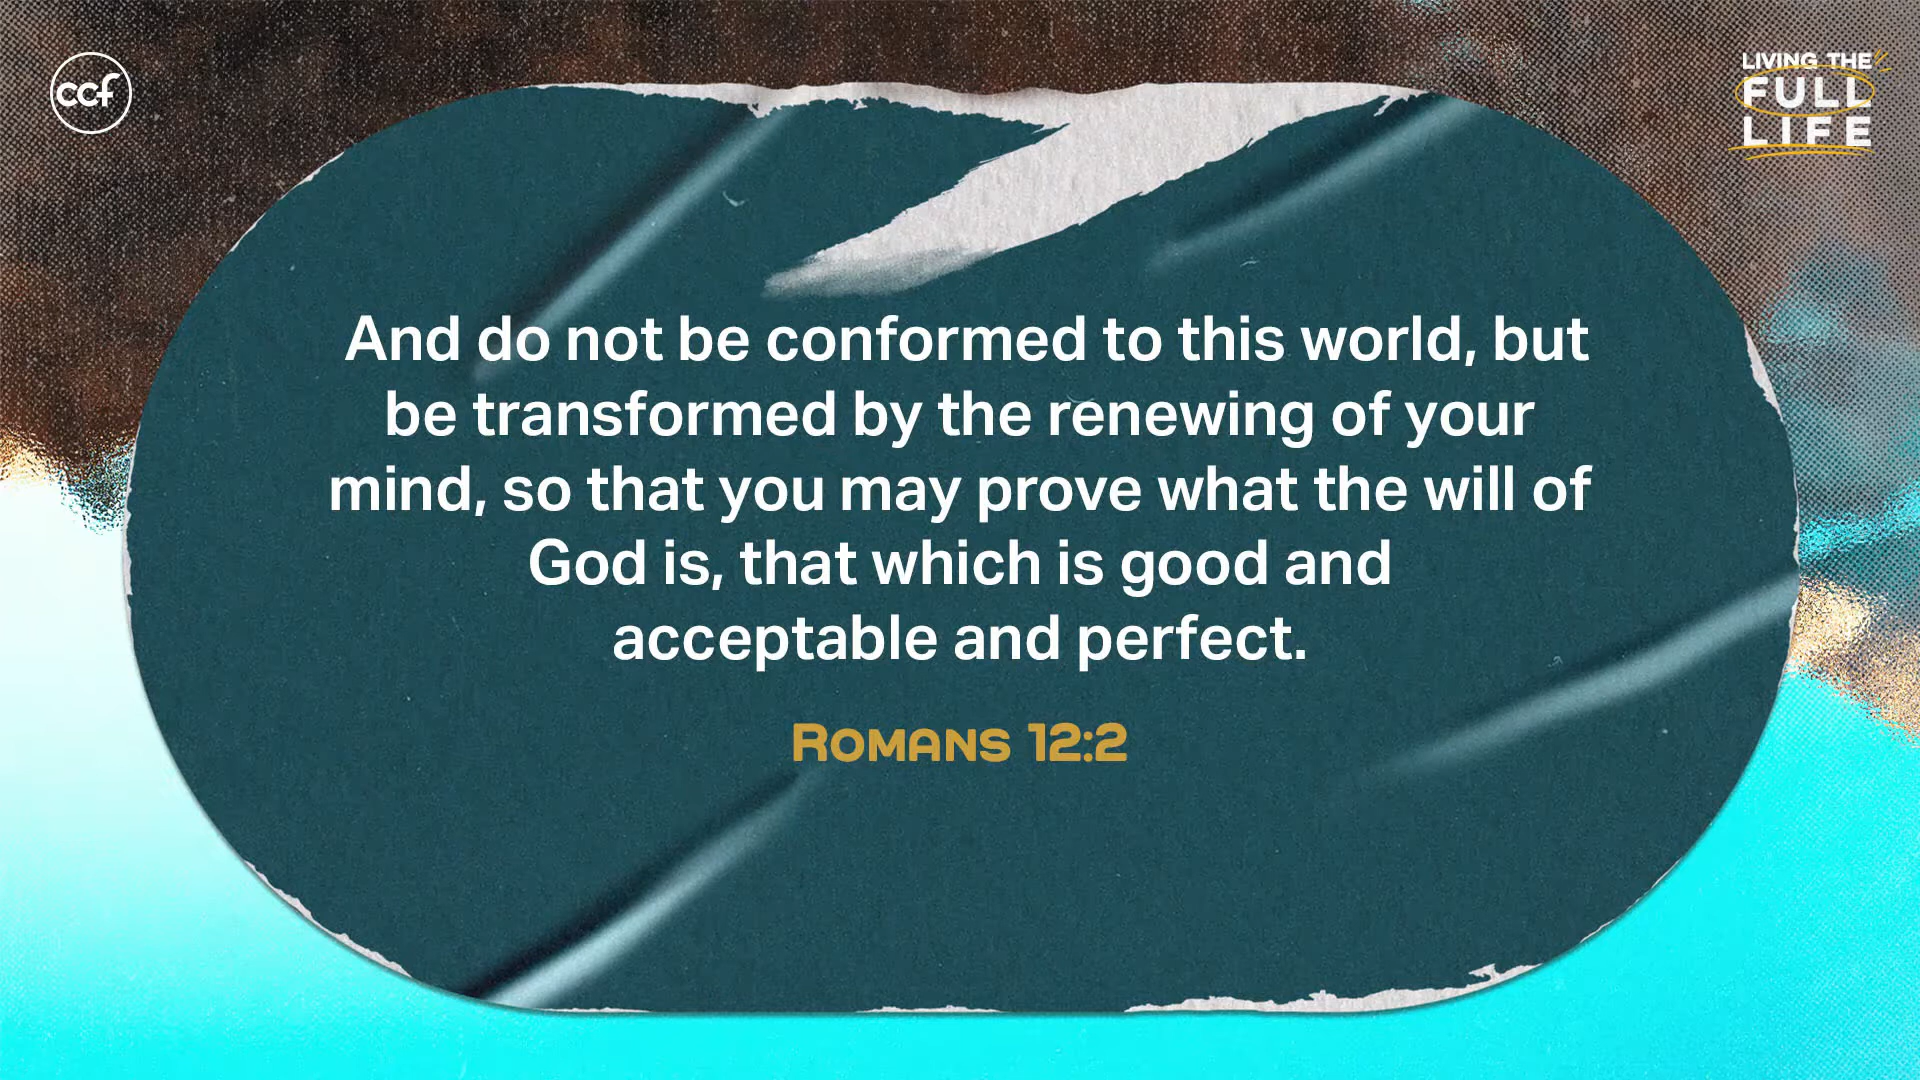 ccf
LIVING THE
FULL
LIFE
And do not be conformed to this world, but
be transformed by the renewing of your
mind, so that you may prove what the will of
God is, that which is good and
acceptable and perfect.
ROMANS 12:2